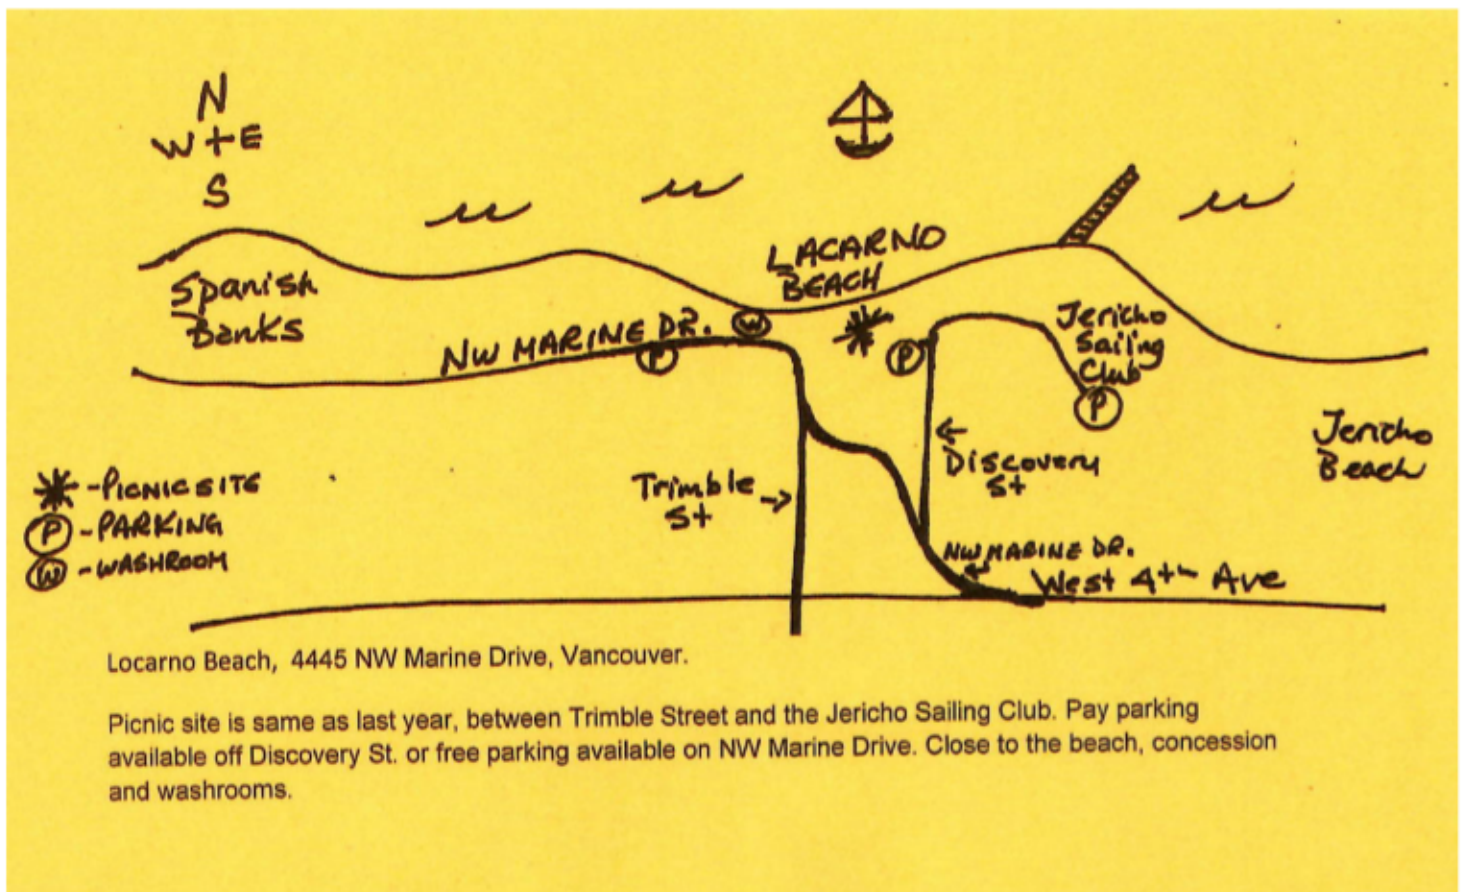 N
W + E
S
LACARNO
BEACH
Spanish
Banks
NW MARINE DR.
W
P
P
Jericho
Sailing
Club
P
Jericho
Beach
Trimble
St
Discovery
St
NW MARINE DR.
West 4th Ave
- PICNIC SITE
P - PARKING
W - WASHROOM
Locarno Beach, 4445 NW Marine Drive, Vancouver.
Picnic site is same as last year, between Trimble Street and the Jericho Sailing Club. Pay parking
available off Discovery St. or free parking available on NW Marine Drive. Close to the beach, concession
and washrooms.